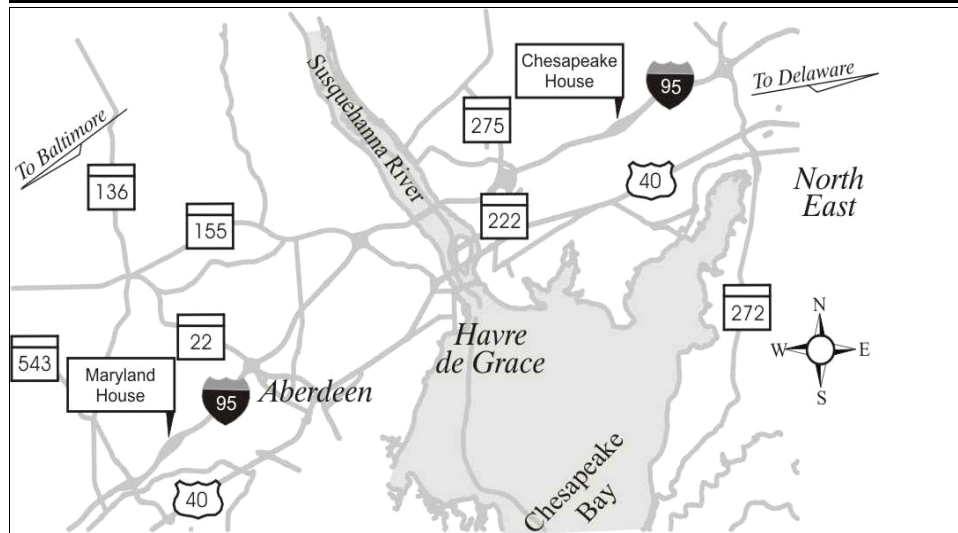 Chesapeake
House
95
To Delaware
Susquehanna River
275
To Baltimore
136
40
North
East
155
222
272
N
W
E
S
22
Havre
de Grace
543
Maryland
House
95
Aberdeen
40
Chesapeake
Bay